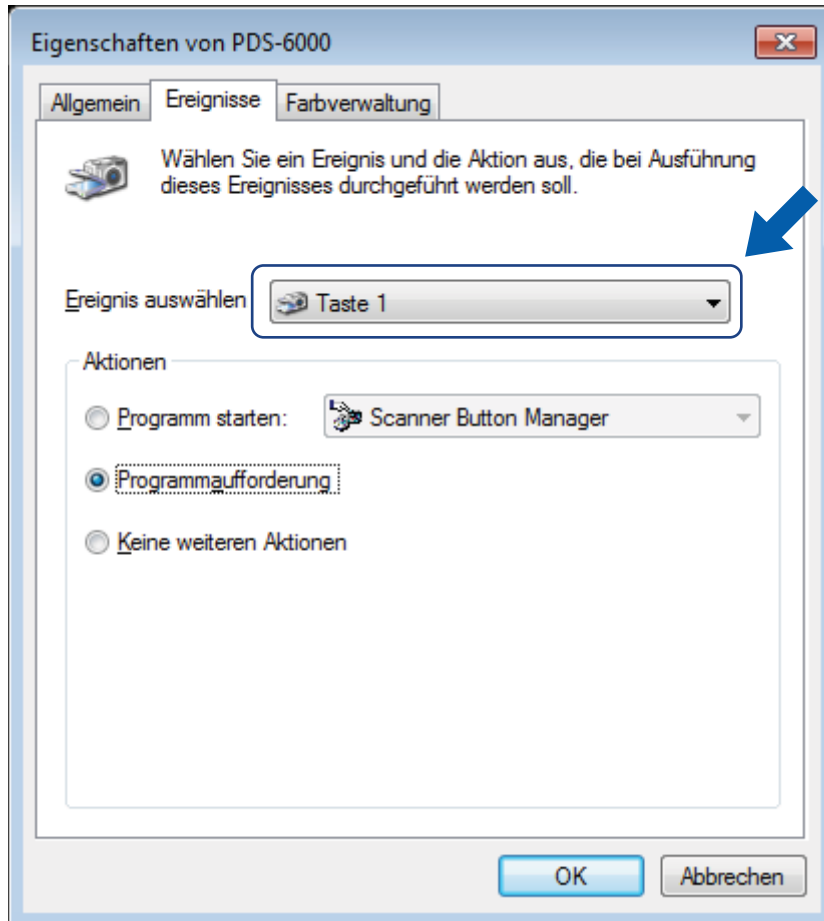 Eigenschaften von PDS-6000
Allgemein Ereignisse Farbverwaltung
Wählen Sie ein Ereignis und die Aktion aus, die bei Ausführung
dieses Ereignisses durchgeführt werden soll.
Ereignis auswählen Taste 1
Aktionen
Programm starten: Scanner Button Manager
Programmaufforderung
Keine weiteren Aktionen
OK Abbrechen